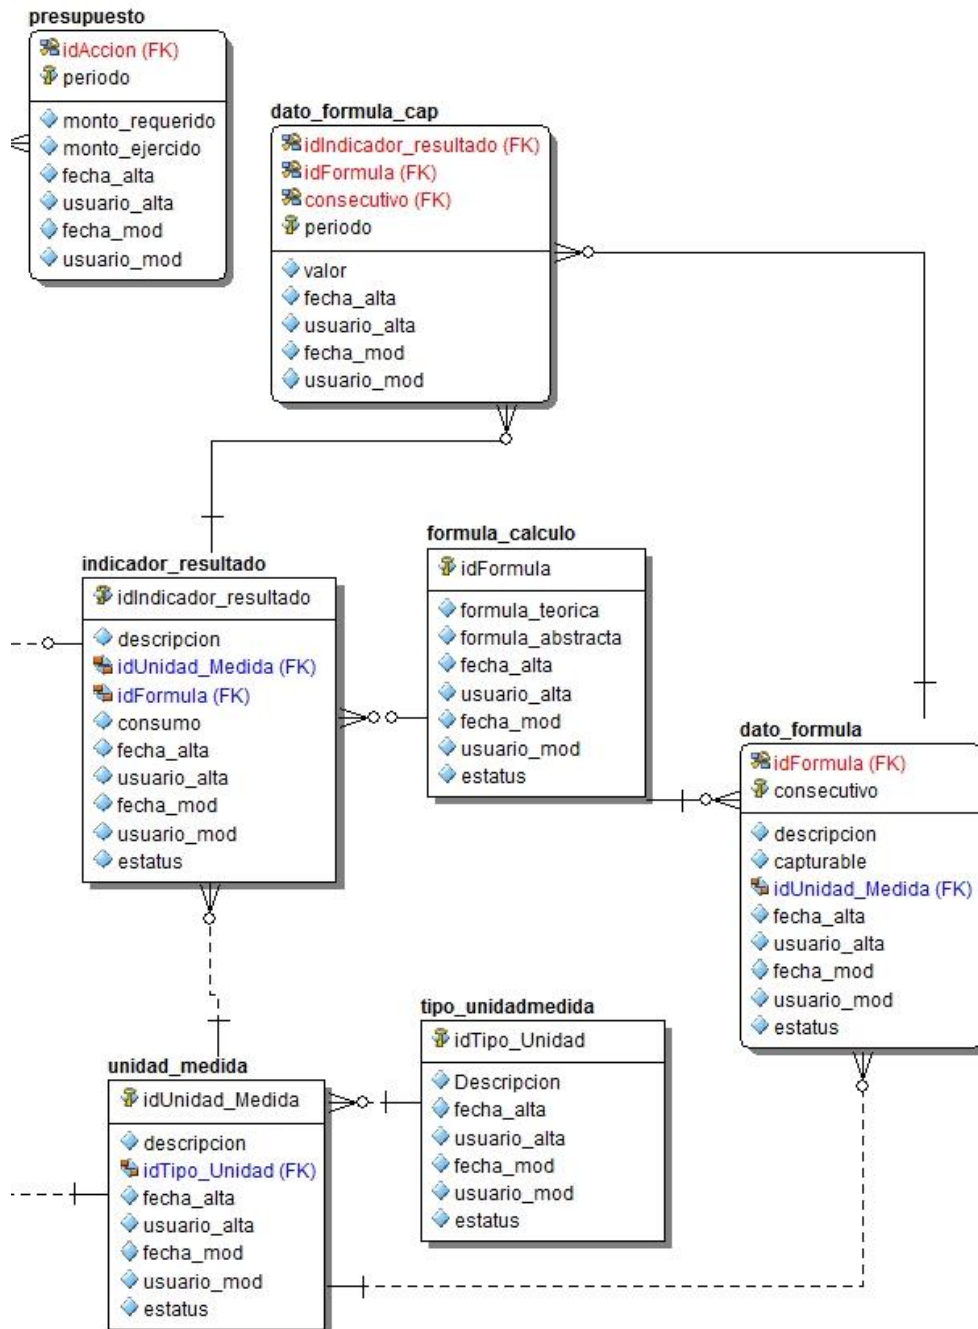 presupuesto
idAccion (FK)
periodo
monto_requerido
monto_ejercido
fecha_alta
usuario_alta
fecha_mod
usuario_mod
dato_formula_cap
idIndicador_resultado (FK)
idFormula (FK)
consecutivo (FK)
periodo
valor
fecha_alta
usuario_alta
fecha_mod
usuario_mod
indicador_resultado
idIndicador_resultado
descripcion
idUnidad_Medida (FK)
idFormula (FK)
consumo
fecha_alta
usuario_alta
fecha_mod
usuario_mod
estatus
formula_calculo
idFormula
formula_teorica
formula_abstracta
fecha_alta
usuario_alta
fecha_mod
usuario_mod
estatus
dato_formula
idFormula (FK)
consecutivo
descripcion
capturable
idUnidad_Medida (FK)
fecha_alta
usuario_alta
fecha_mod
usuario_mod
estatus
unidad_medida
idUnidad_Medida
descripcion
idTipo_Unidad (FK)
fecha_alta
usuario_alta
fecha_mod
usuario_mod
estatus
tipo_unidadmedida
idTipo_Unidad
Descripcion
fecha_alta
usuario_alta
fecha_mod
usuario_mod
estatus